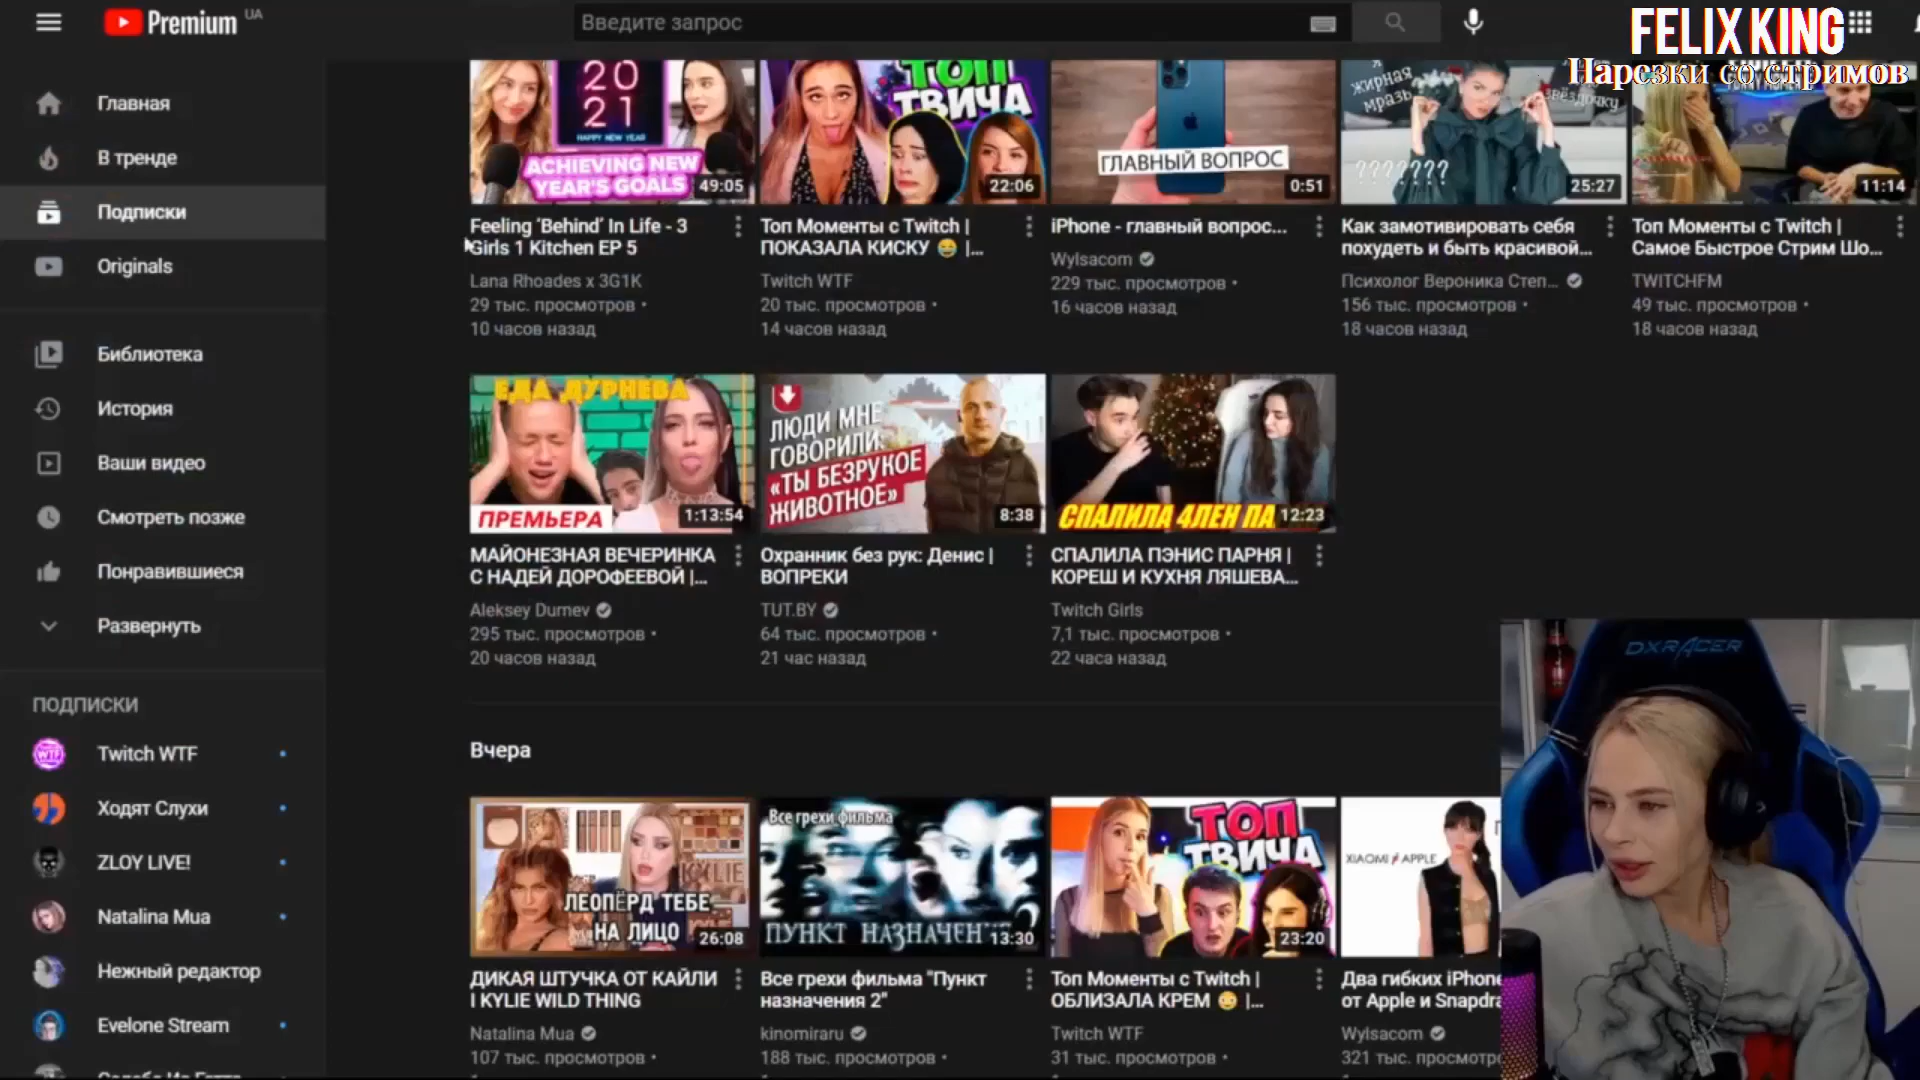 Premium UA
Введите запрос
FELIX KING
Нарезки со стримов
Главная
В тренде
Подписки
Originals
Библиотека
История
Ваши видео
Смотреть позже
Понравившиеся
Развернуть
ПОДПИСКИ
Twitch WTF
Ходят Слухи
ZLOY LIVE!
Natalina Mua
Нежный редактор
Evelone Stream
20
21
HAPPY NEW YEAR
ACHIEVING NEW
YEAR'S GOALS
49:05
Feeling 'Behind' In Life - 3
Girls 1 Kitchen EP 5
Lana Rhoades x 3G1K
29 тыс. просмотров •
10 часов назад
ТОП
ТВИЧА
22:06
Топ Моменты с Twitch |
ПОКАЗАЛА КИСКУ 😂 |...
Twitch WTF
20 тыс. просмотров •
14 часов назад
ГЛАВНЫЙ ВОПРОС
0:51
iPhone - главный вопрос...
Wylsacom
229 тыс. просмотров •
16 часов назад
я
жирная
мразь
звёздочку
???????
25:27
Как замотивировать себя
похудеть и быть красивой...
Психолог Вероника Степ...
156 тыс. просмотров •
18 часов назад
11:14
Топ Моменты с Twitch |
Самое Быстрое Стрим Шо...
TWITCHFM
49 тыс. просмотров •
18 часов назад
ЕДА ДУРНЕВА
ПРЕМЬЕРА
1:13:54
МАЙОНЕЗНАЯ ВЕЧЕРИНКА
С НАДЕЙ ДОРОФЕЕВОЙ |...
Aleksey Durnev
295 тыс. просмотров •
20 часов назад
ЛЮДИ МНЕ
ГОВОРИЛИ:
«ТЫ БЕЗРУКОЕ
ЖИВОТНОЕ»
8:38
Охранник без рук: Денис |
ВОПРЕКИ
TUT.BY
64 тыс. просмотров •
21 час назад
СПАЛИЛА 4ЛЕН ПА
12:23
СПАЛИЛА ПЭНИС ПАРНЯ |
КОРЕШ И КУХНЯ ЛЯШЕВА...
Twitch Girls
7,1 тыс. просмотров •
22 часа назад
DXRACER
Вчера
KYLIE
ЛЕОПЁРД ТЕБЕ
НА ЛИЦО
26:08
ДИКАЯ ШТУЧКА ОТ КАЙЛИ
I KYLIE WILD THING
Natalina Mua
107 тыс. просмотров •
Все грехи фильма
ПУНКТ НАЗНАЧЕН
13:30
Все грехи фильма "Пункт
назначения 2"
kinomiraru
188 тыс. просмотров •
ТОП
ТВИЧА
23:20
Топ Моменты с Twitch |
ОБЛИЗАЛА КРЕМ 😳 |...
Twitch WTF
31 тыс. просмотров •
XIAOMI APPLE
Два гибких iPhone
от Apple и Snapdra
Wylsacom
321 тыс. просмотро